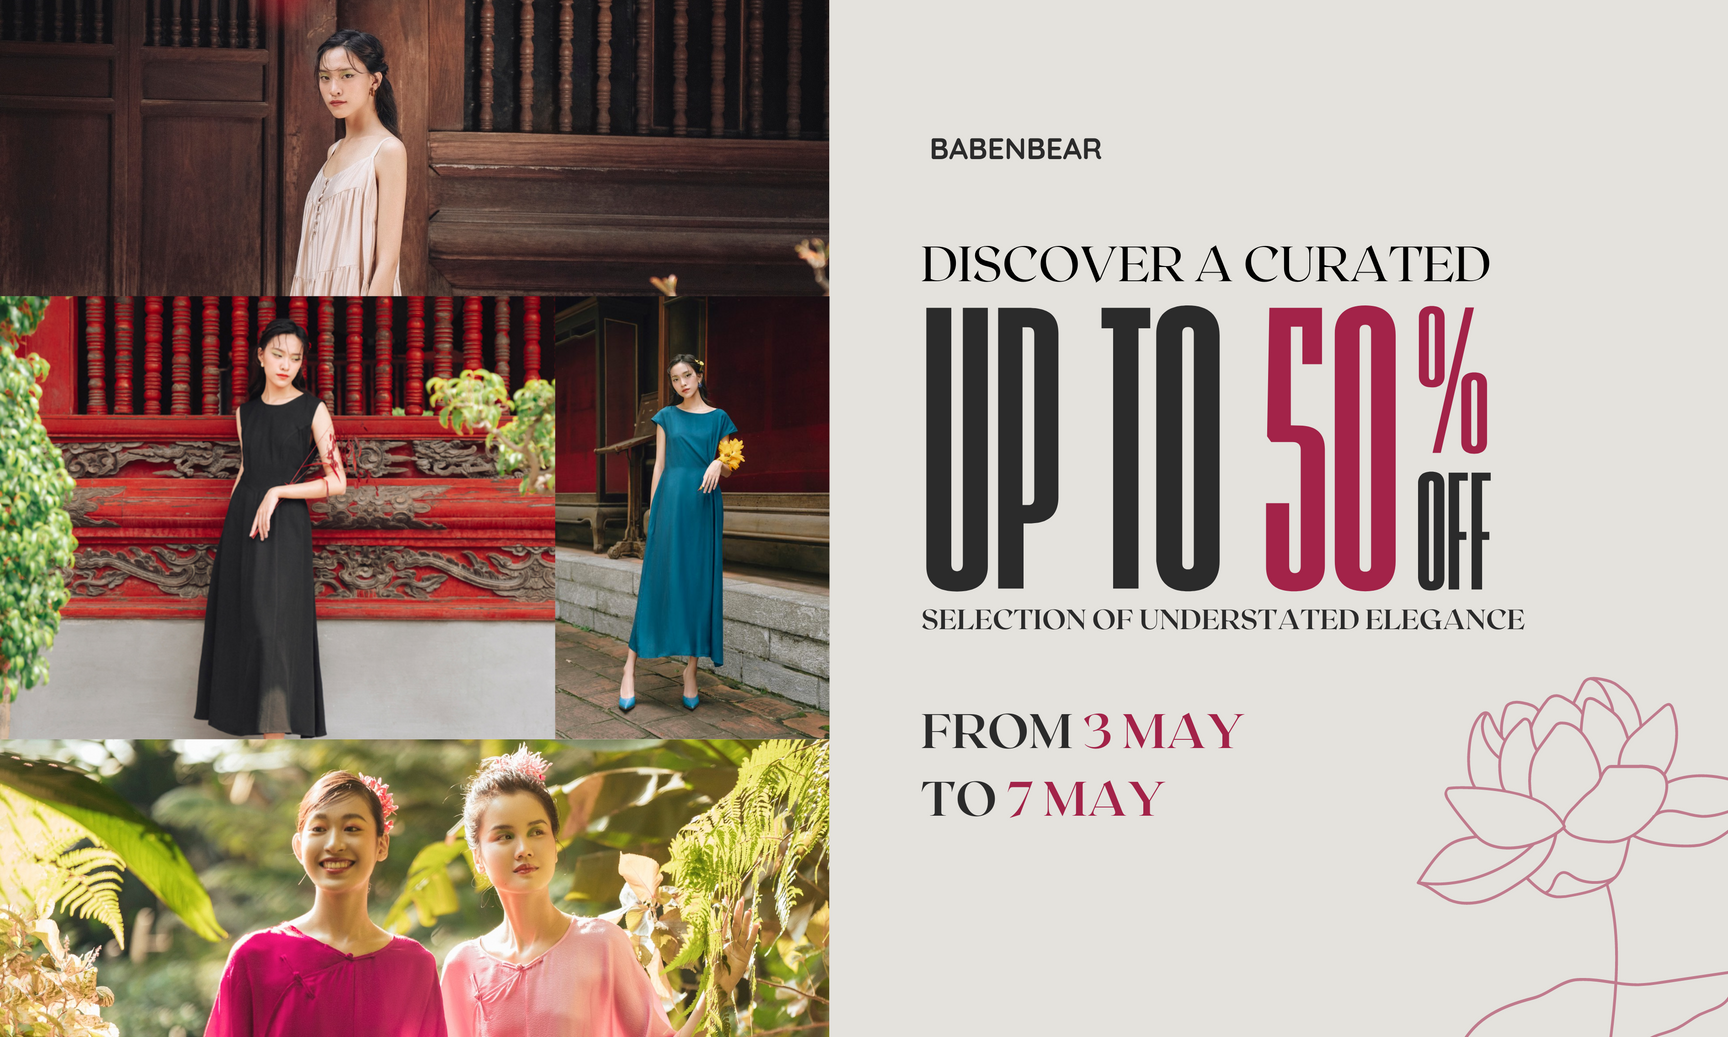 BABENBEAR
DISCOVER A CURATED
UP TO 50% OFF
SELECTION OF UNDERSTATED ELEGANCE
FROM 3 MAY
TO 7 MAY